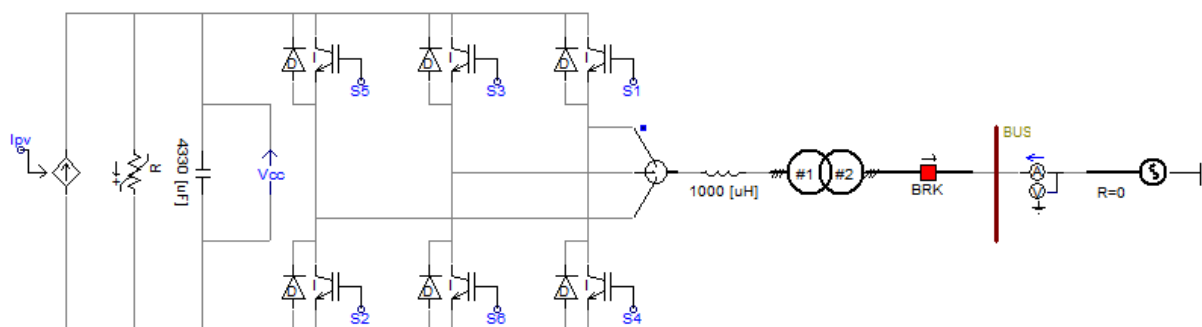 D
I
S5
D
I
S3
D
I
S1
Ipv
+
R
4330 [uF]
Vcc
1000 [uH]
#1
#2
BRK
BUS
A
V
R=0
D
I
S2
D
I
S6
D
I
S4